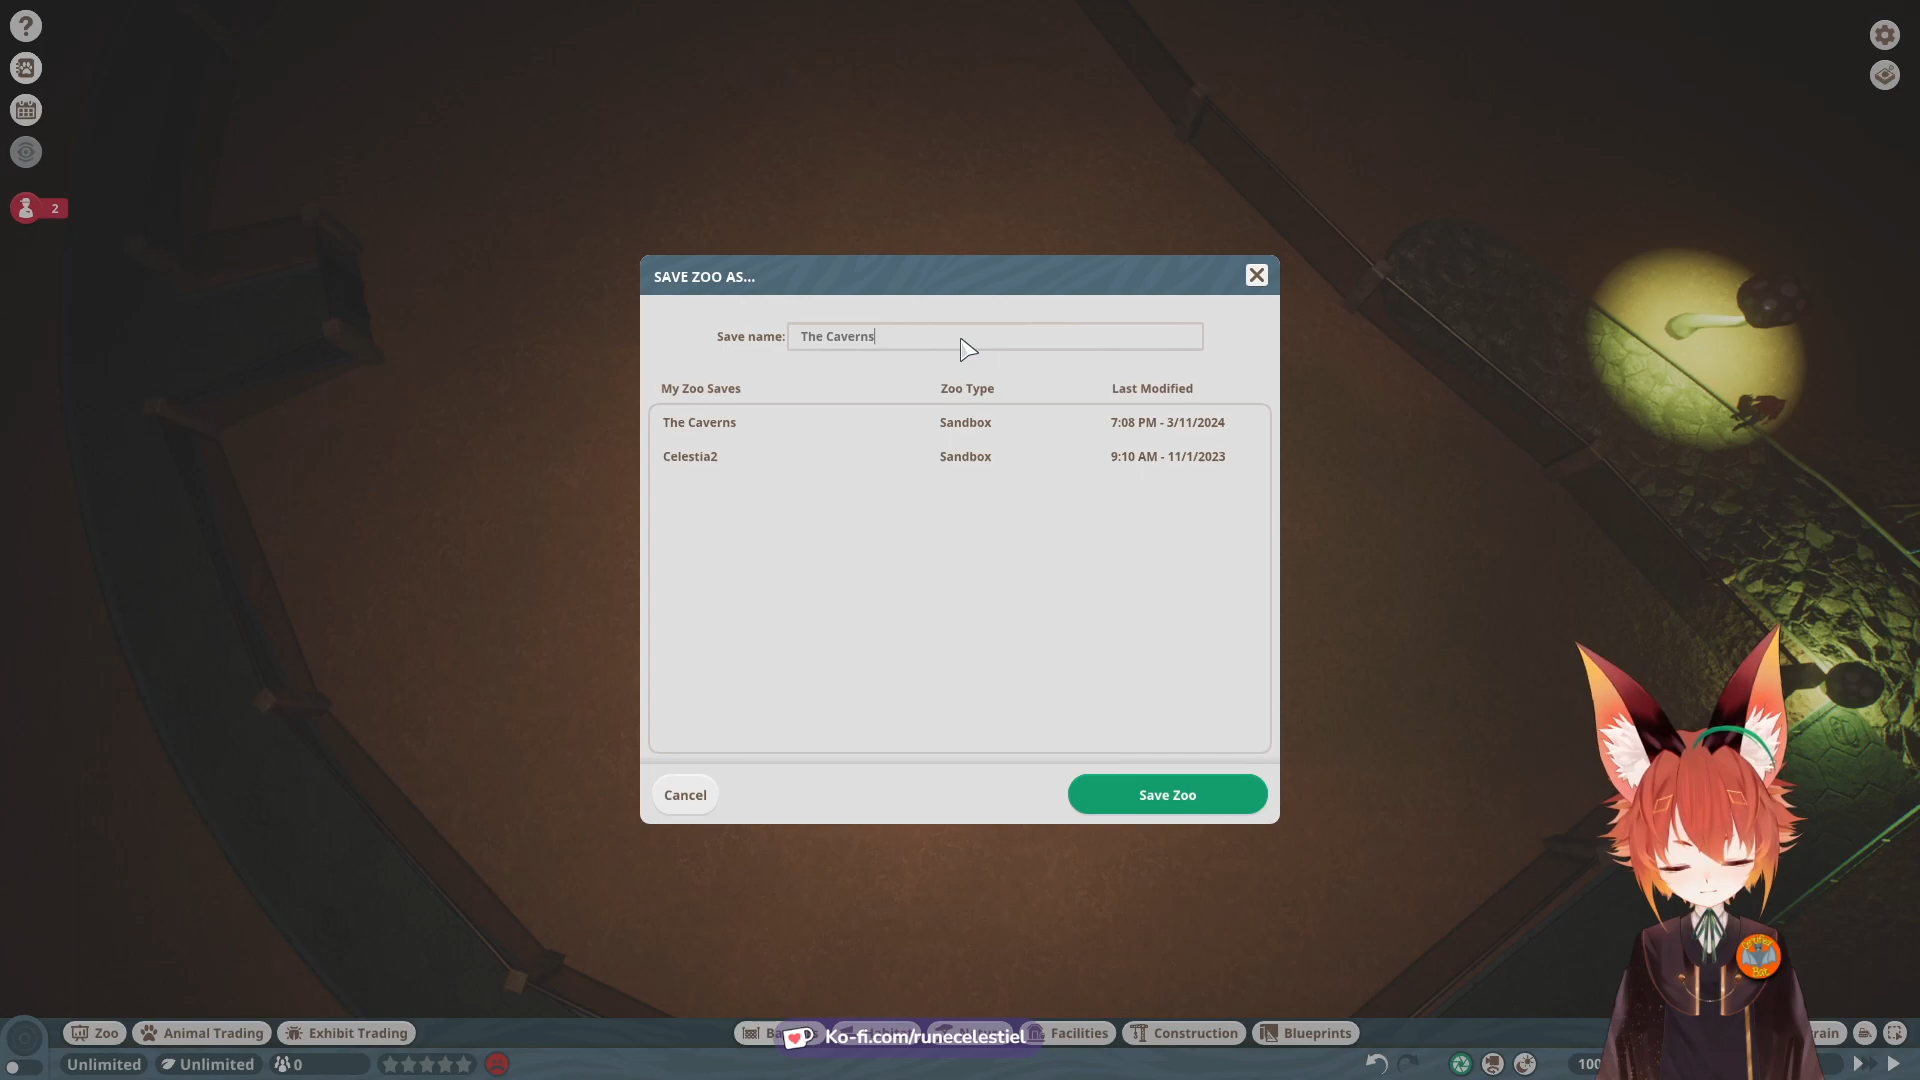 ?
2
SAVE ZOO AS...
Save name: The Caverns
My Zoo Saves Zoo Type Last Modified
The Caverns Sandbox 7:08 PM - 3/11/2024
Celestia2 Sandbox 9:10 AM - 11/1/2023
Cancel Save Zoo
Certified
Bat
Zoo Animal Trading Exhibit Trading Facilities Construction Blueprints
Ko-fi.com/runecelestiel
Unlimited Unlimited 0 100